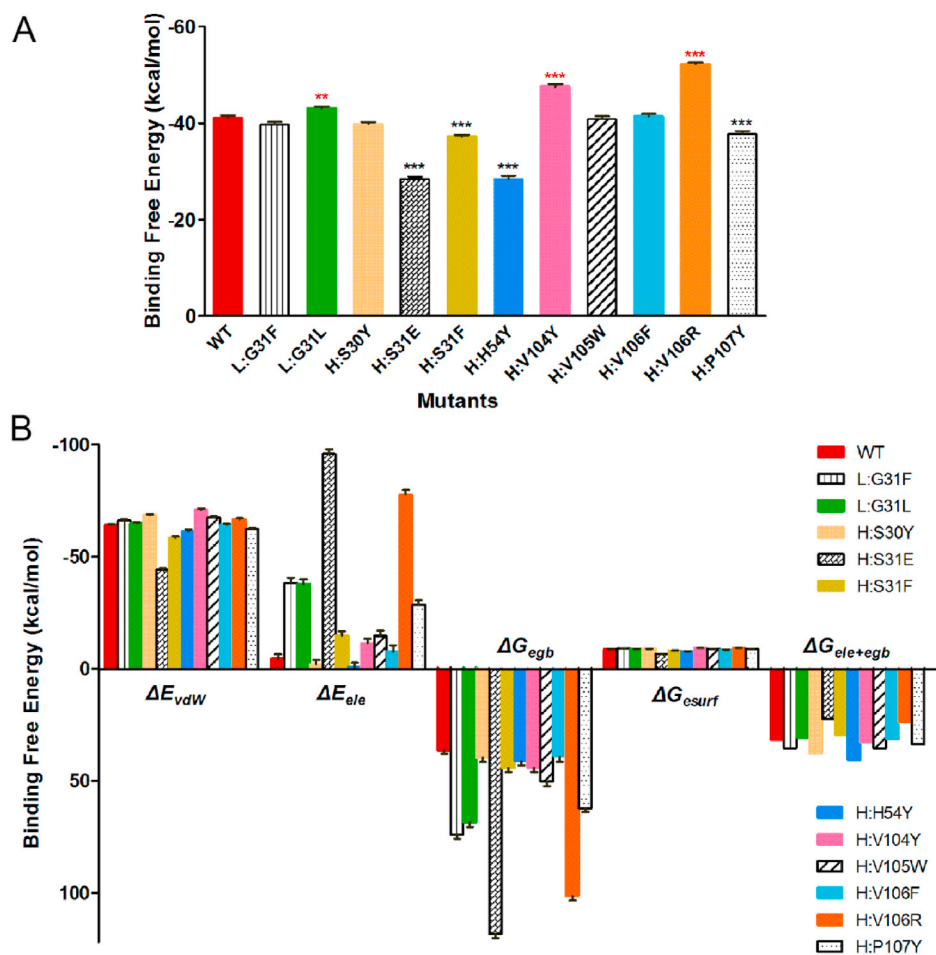 A
Binding Free Energy (kcal/mol)
-60
-40
-20
0
** *** *** *** *** *** ***
WT L:G31F L:G31L H:S30Y H:S31E H:S31F H:H54Y H:V104Y H:V105W H:V106F H:V106R H:P107Y
Mutants
B
Binding Free Energy (kcal/mol)
-100
-50
0
50
100
ΔEvdW ΔEele ΔGegb ΔGesurf ΔGele+egb
WT
L:G31F
L:G31L
H:S30Y
H:S31E
H:S31F
H:H54Y
H:V104Y
H:V105W
H:V106F
H:V106R
H:P107Y